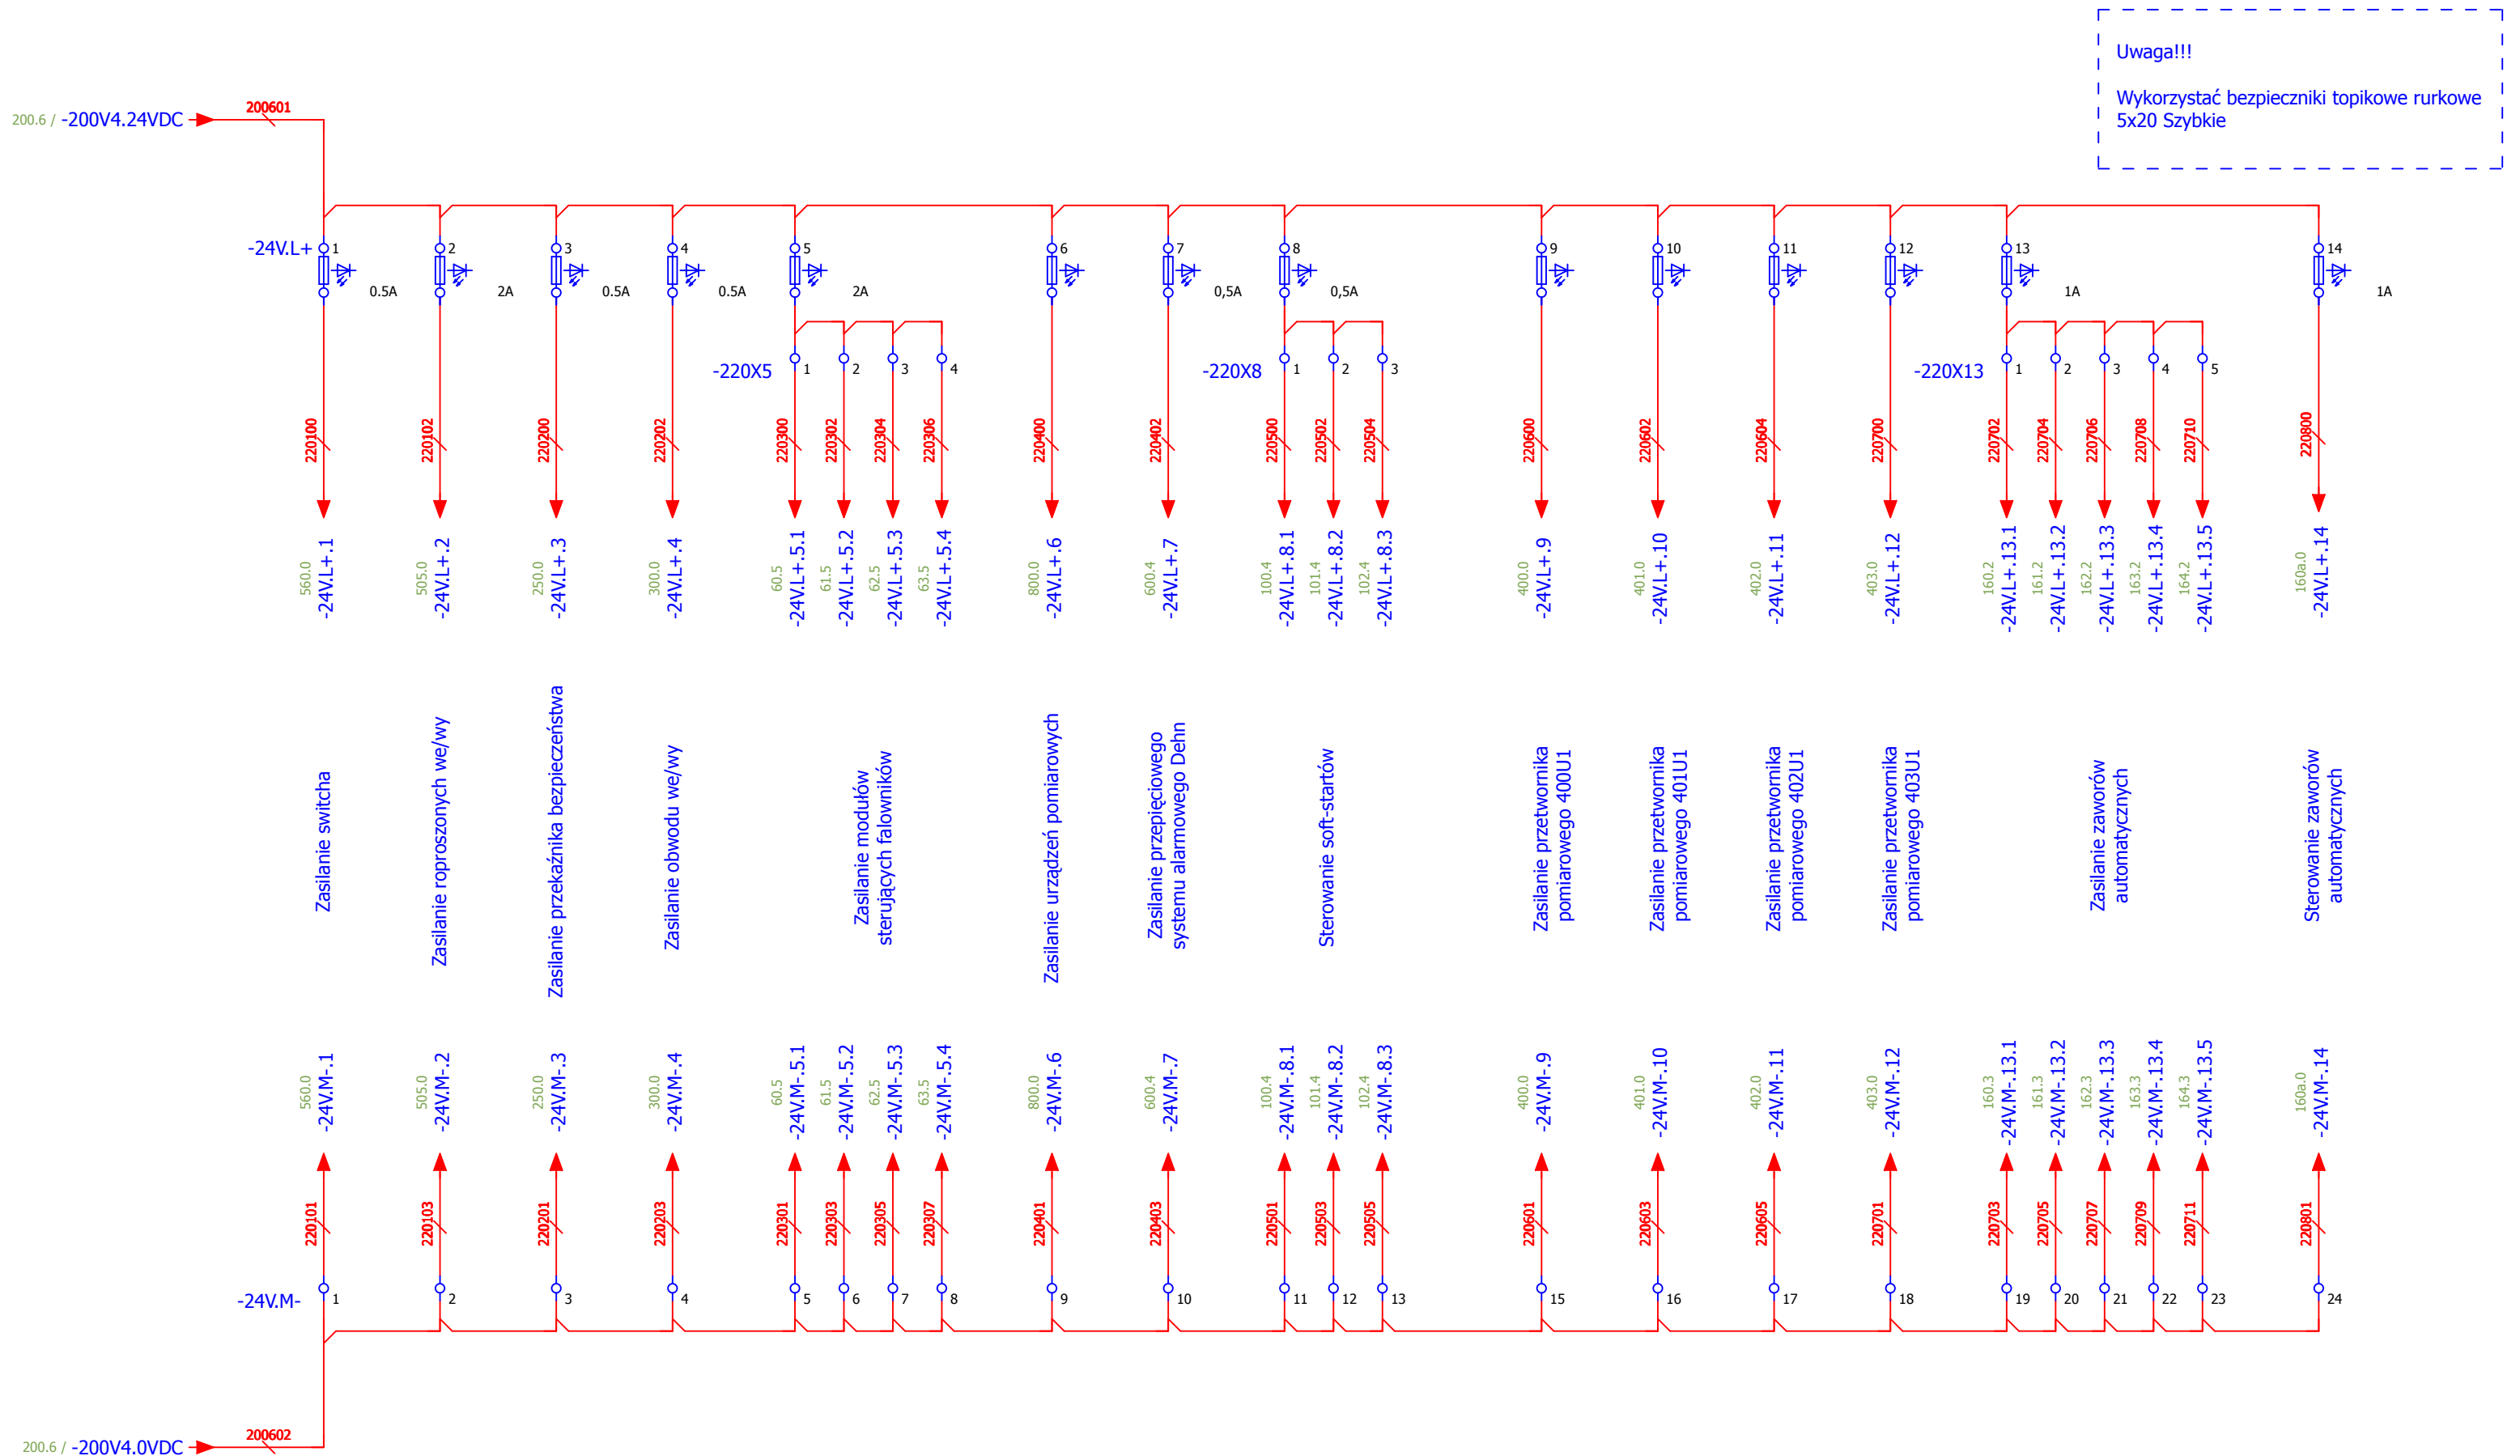 Uwaga!!!
Wykorzystać bezpieczniki topikowe rurkowe
5x20 Szybkie
200.6 / -200V4.24VDC
200601
-24V.L+
1
2
3
4
5
6
7
8
9
10
11
12
13
14
0.5A
2A
0.5A
0.5A
2A
0,5A
0,5A
1A
1A
-220X5
1
2
3
4
-220X8
1
2
3
-220X13
1
2
3
4
5
220100
220102
220200
220202
220300
220302
220304
220306
220400
220402
220500
220502
220504
220600
220602
220604
220700
220702
220704
220706
220708
220710
220800
560.0
-24V.L+.1
505.0
-24V.L+.2
250.0
-24V.L+.3
300.0
-24V.L+.4
60.5
-24V.L+.5.1
61.5
-24V.L+.5.2
62.5
-24V.L+.5.3
63.5
-24V.L+.5.4
800.0
-24V.L+.6
600.4
-24V.L+.7
100.4
-24V.L+.8.1
101.4
-24V.L+.8.2
102.4
-24V.L+.8.3
400.0
-24V.L+.9
401.0
-24V.L+.10
402.0
-24V.L+.11
403.0
-24V.L+.12
160.2
-24V.L+.13.1
161.2
-24V.L+.13.2
162.2
-24V.L+.13.3
163.2
-24V.L+.13.4
164.2
-24V.L+.13.5
160a.0
-24V.L+.14
Zasilanie switcha
Zasilanie roproszonych we/wy
Zasilanie przekaźnika bezpieczeństwa
Zasilanie obwodu we/wy
Zasilanie modułów
sterujących falowników
Zasilanie urządzeń pomiarowych
Zasilanie przepięciowego
systemu alarmowego Dehn
Sterowanie soft-startów
Zasilanie przetwornika
pomiarowego 400U1
Zasilanie przetwornika
pomiarowego 401U1
Zasilanie przetwornika
pomiarowego 402U1
Zasilanie przetwornika
pomiarowego 403U1
Zasilanie zaworów
automatycznych
Sterowanie zaworów
automatycznych
560.0
-24V.M-.1
505.0
-24V.M-.2
250.0
-24V.M-.3
300.0
-24V.M-.4
60.5
-24V.M-.5.1
61.5
-24V.M-.5.2
62.5
-24V.M-.5.3
63.5
-24V.M-.5.4
800.0
-24V.M-.6
600.4
-24V.M-.7
100.4
-24V.M-.8.1
101.4
-24V.M-.8.2
102.4
-24V.M-.8.3
400.0
-24V.M-.9
401.0
-24V.M-.10
402.0
-24V.M-.11
403.0
-24V.M-.12
160.3
-24V.M-.13.1
161.3
-24V.M-.13.2
162.3
-24V.M-.13.3
163.3
-24V.M-.13.4
164.3
-24V.M-.13.5
160a.0
-24V.M-.14
220101
220103
220201
220203
220301
220303
220305
220307
220401
220403
220501
220503
220505
220601
220603
220605
220701
220703
220705
220707
220709
220711
220801
-24V.M-
1
2
3
4
5
6
7
8
9
10
11
12
13
15
16
17
18
19
20
21
22
23
24
200.6 / -200V4.0VDC
200602